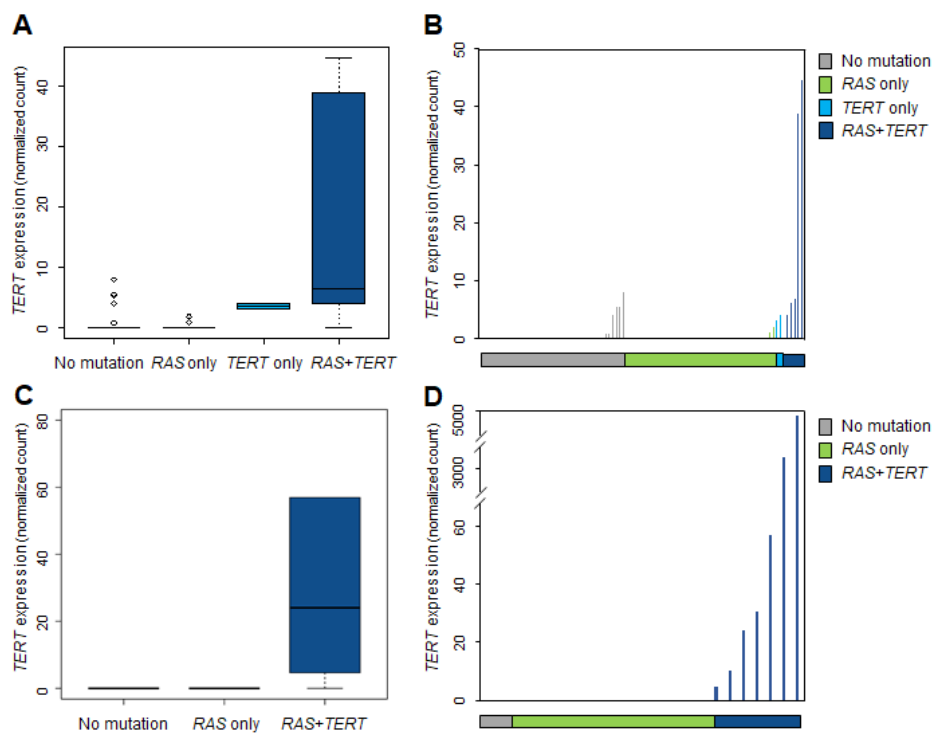 A
TERT expression (normalized count)
40
30
20
10
0
No mutation
RAS only
TERT only
RAS+TERT
B
TERT expression (normalized count)
50
40
30
20
10
0
No mutation
RAS only
TERT only
RAS+TERT
C
TERT expression (normalized count)
80
60
40
20
0
No mutation
RAS only
RAS+TERT
D
TERT expression (normalized count)
5000
3000
60
40
20
0
No mutation
RAS only
RAS+TERT